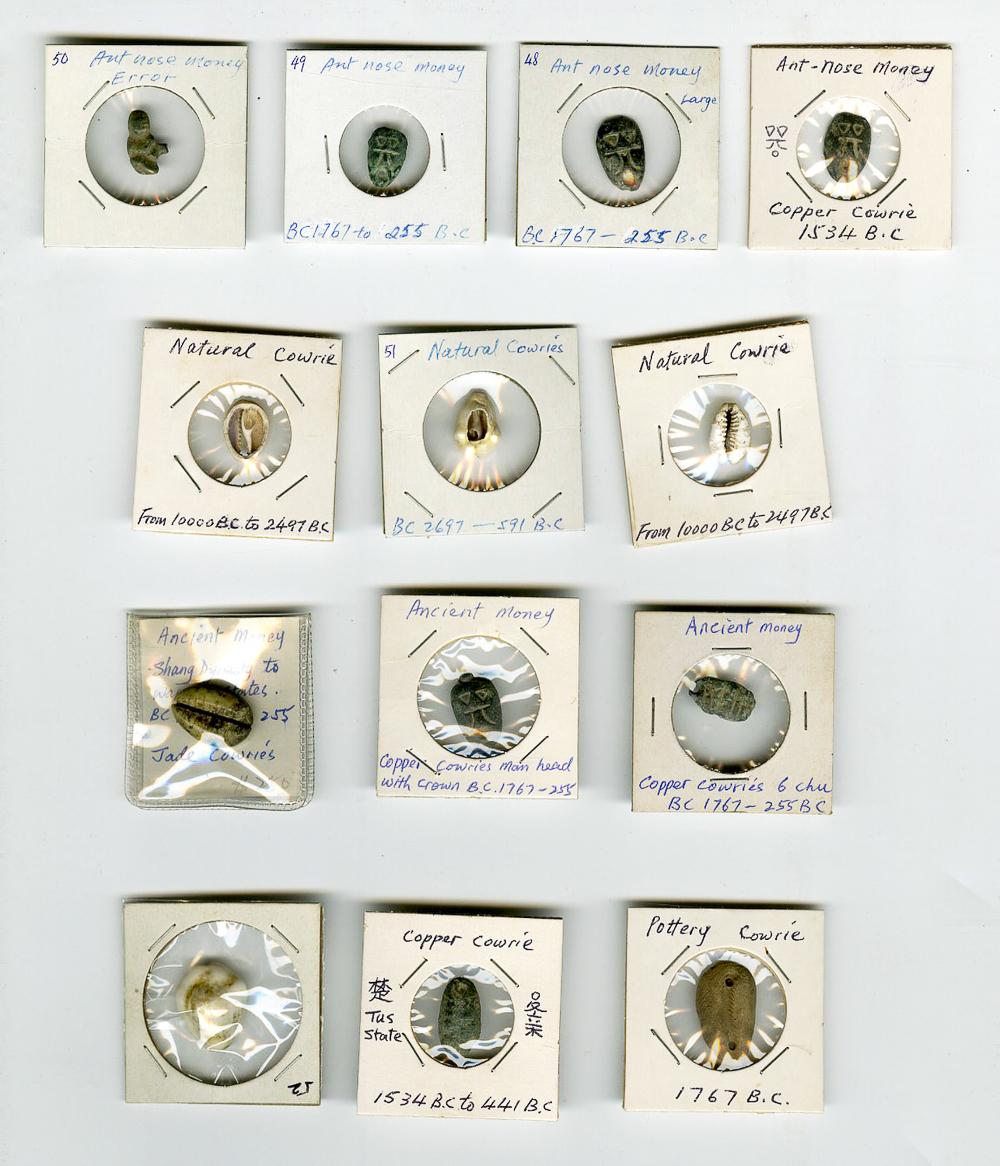 50 Ant nose money
Error
49 Ant nose money
BC 1767 to 255 B.C
48 Ant nose money
Large
BC 1767 - 255 B.C
Ant-Nose Money
Copper Cowrie
1534 B.C
Natural Cowrie
From 10000 B.C. to 2497 B.C
51 Natural Cowries
BC 2697 - 591 B.C
Natural Cowrie
From 10000 BC to 2497 B.C
Ancient Money
Shang Dynasty to
States.
BC 255
Jade Cowries
Ancient money
Copper Cowries man head
with crown B.C. 1767-255
Ancient money
Copper cowries 6 chu
BC 1767 - 255 BC
25
Copper Cowrie
楚
Tus
State
1534 B.C to 441 B.C
Pottery Cowrie
1767 B.C.